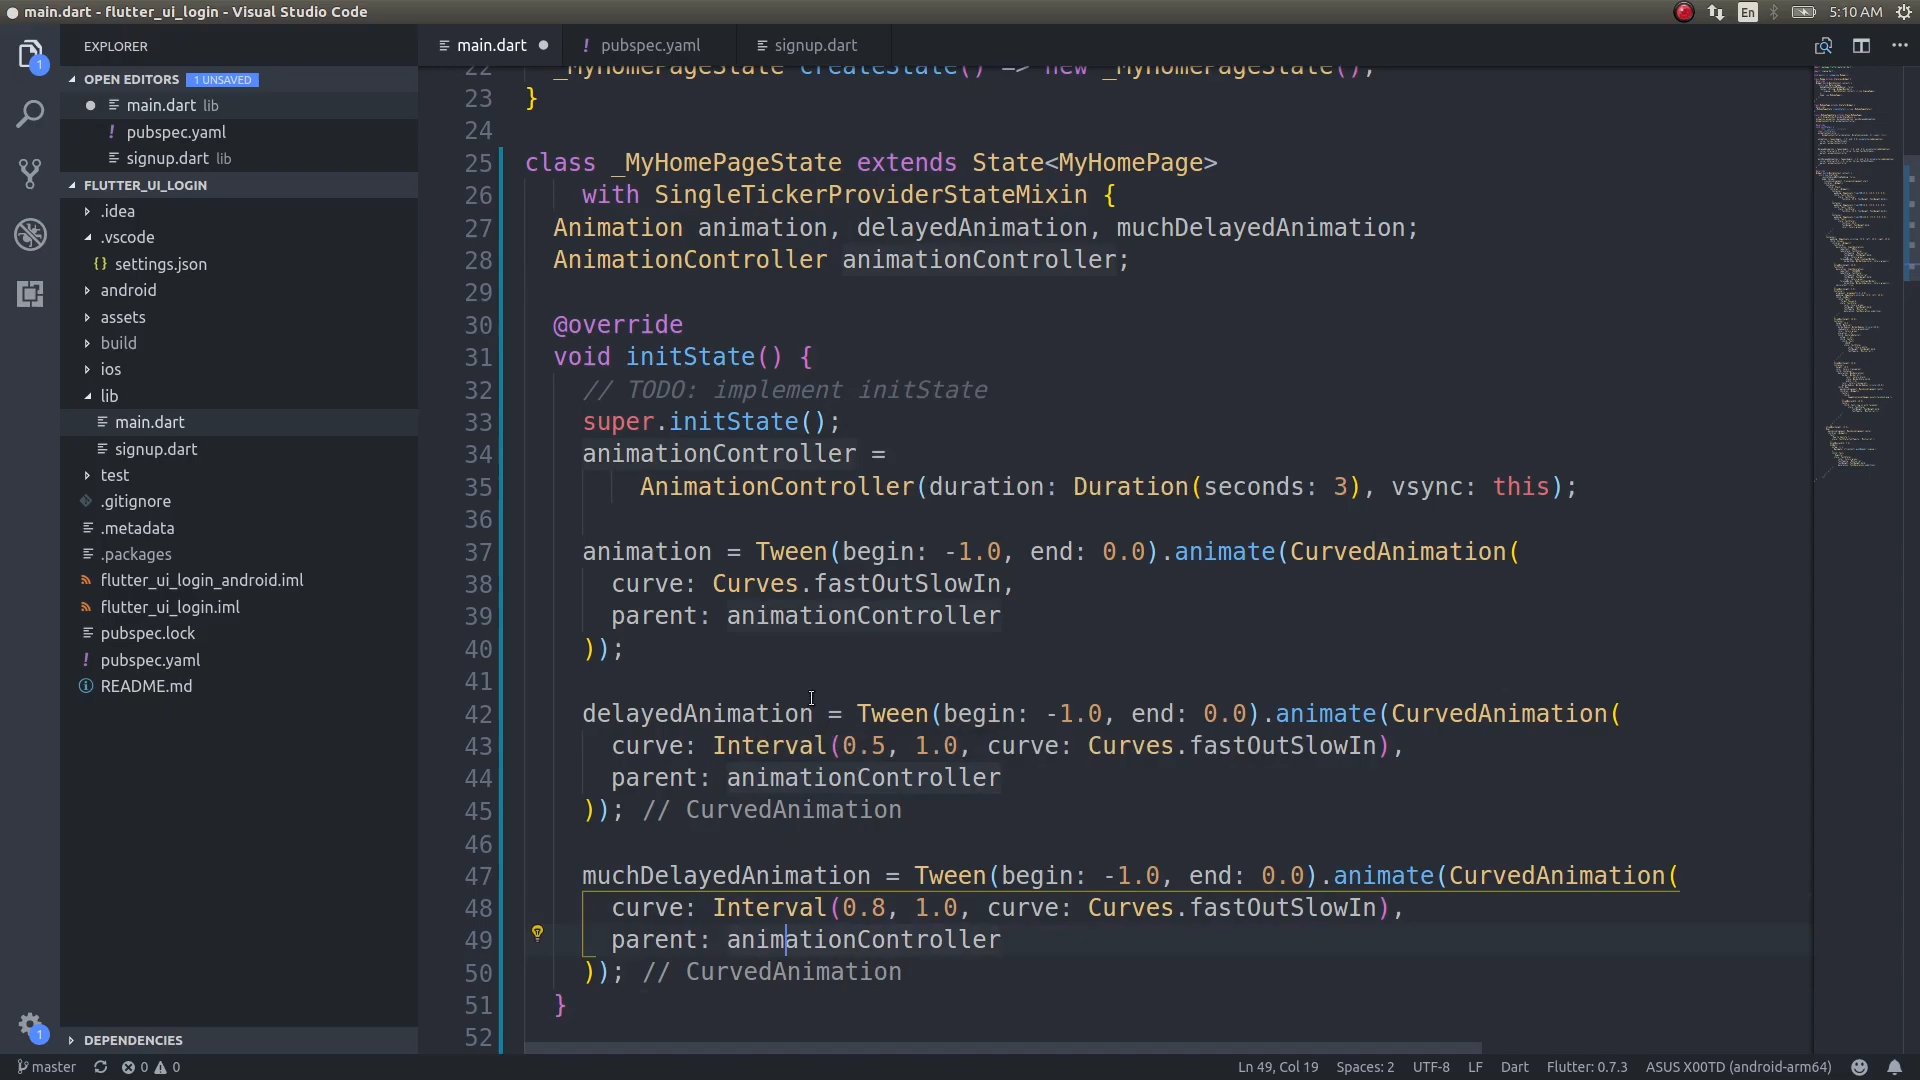 main.dart - flutter_ui_login - Visual Studio Code
En
5:10 AM
EXPLORER
OPEN EDITORS 1 UNSAVED
main.dart lib
! pubspec.yaml
signup.dart lib
FLUTTER_UI_LOGIN
.idea
.vscode
{} settings.json
android
assets
build
ios
lib
main.dart
signup.dart
test
.gitignore
.metadata
.packages
flutter_ui_login_android.iml
flutter_ui_login.iml
pubspec.lock
! pubspec.yaml
README.md
DEPENDENCIES
1
1
main.dart
! pubspec.yaml
signup.dart
22 _MyHomePageState createState() => new _MyHomePageState();
23 }
24
25 class _MyHomePageState extends State<MyHomePage>
26 with SingleTickerProviderStateMixin {
27 Animation animation, delayedAnimation, muchDelayedAnimation;
28 AnimationController animationController;
29
30 @override
31 void initState() {
32 // TODO: implement initState
33 super.initState();
34 animationController =
35 AnimationController(duration: Duration(seconds: 3), vsync: this);
36
37 animation = Tween(begin: -1.0, end: 0.0).animate(CurvedAnimation(
38 curve: Curves.fastOutSlowIn,
39 parent: animationController
40 ));
41
42 delayedAnimation = Tween(begin: -1.0, end: 0.0).animate(CurvedAnimation(
43 curve: Interval(0.5, 1.0, curve: Curves.fastOutSlowIn),
44 parent: animationController
45 )); // CurvedAnimation
46
47 muchDelayedAnimation = Tween(begin: -1.0, end: 0.0).animate(CurvedAnimation(
48 curve: Interval(0.8, 1.0, curve: Curves.fastOutSlowIn),
49 parent: animationController
50 )); // CurvedAnimation
51 }
52
master 0 0
Ln 49, Col 19 Spaces: 2 UTF-8 LF Dart Flutter: 0.7.3 ASUS X00TD (android-arm64)